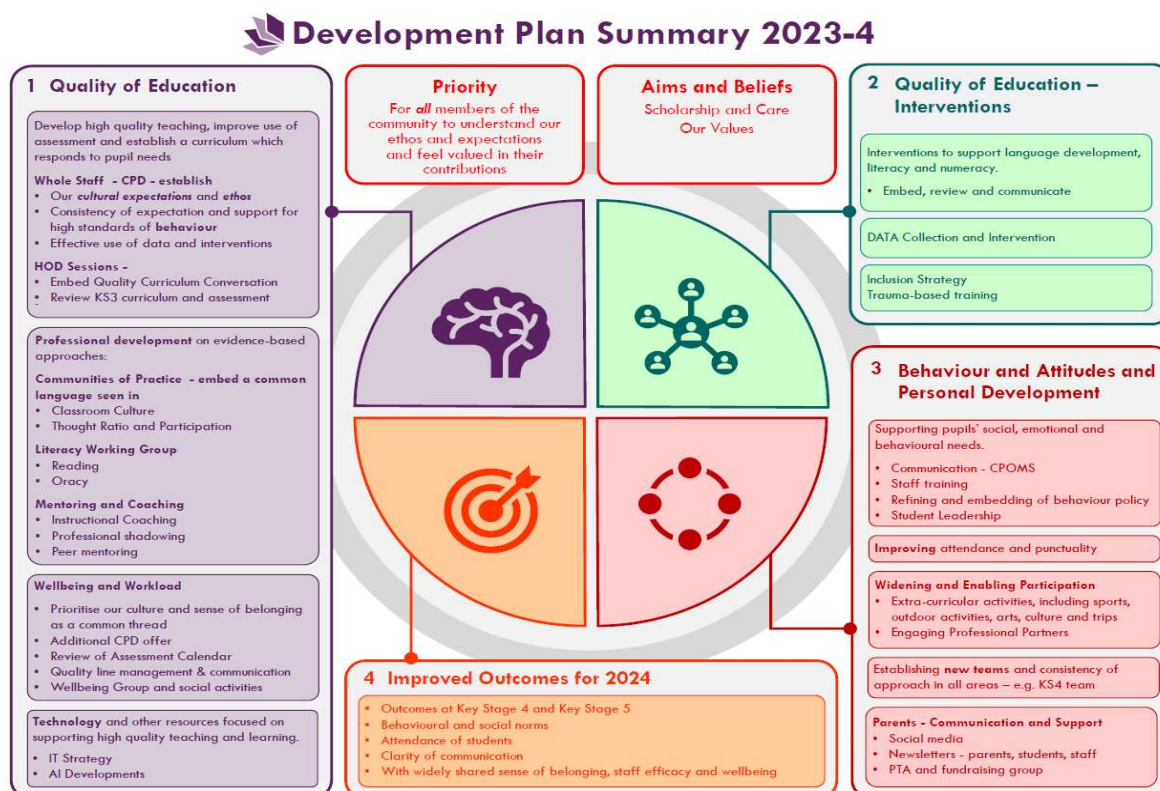 Development Plan Summary 2023-4
1 Quality of Education
Develop high quality teaching, improve use of
assessment and establish a curriculum which
responds to pupil needs
Whole Staff - CPD - establish
• Our cultural expectations and ethos
• Consistency of expectation and support for
high standards of behaviour
• Effective use of data and interventions
HOD Sessions -
• Embed Quality Curriculum Conversation
• Review KS3 curriculum and assessment
Professional development on evidence-based
approaches:
Communities of Practice - embed a common
language seen in
• Classroom Culture
• Thought Ratio and Participation
Literacy Working Group
• Reading
• Oracy
Mentoring and Coaching
• Instructional Coaching
• Professional shadowing
• Peer mentoring
Wellbeing and Workload
• Prioritise our culture and sense of belonging
as a common thread
• Additional CPD offer
• Review of Assessment Calendar
• Quality line management & communication
• Wellbeing Group and social activities
Technology and other resources focused on
supporting high quality teaching and learning.
• IT Strategy
• AI Developments
Priority
For all members of the
community to understand our
ethos and expectations
and feel valued in their
contributions
Aims and Beliefs
Scholarship and Care
Our Values
2 Quality of Education –
Interventions
Interventions to support language development,
literacy and numeracy.
• Embed, review and communicate
DATA Collection and Intervention
Inclusion Strategy
Trauma-based training
3 Behaviour and Attitudes and
Personal Development
Supporting pupils' social, emotional and
behavioural needs.
• Communication - CPOMS
• Staff training
• Refining and embedding of behaviour policy
• Student Leadership
Improving attendance and punctuality
Widening and Enabling Participation
• Extra-curricular activities, including sports,
outdoor activities, arts, culture and trips
• Engaging Professional Partners
Establishing new teams and consistency of
approach in all areas – e.g. KS4 team
Parents - Communication and Support
• Social media
• Newsletters - parents, students, staff
• PTA and fundraising group
4 Improved Outcomes for 2024
• Outcomes at Key Stage 4 and Key Stage 5
• Behavioural and social norms
• Attendance of students
• Clarity of communication
• With widely shared sense of belonging, staff efficacy and wellbeing